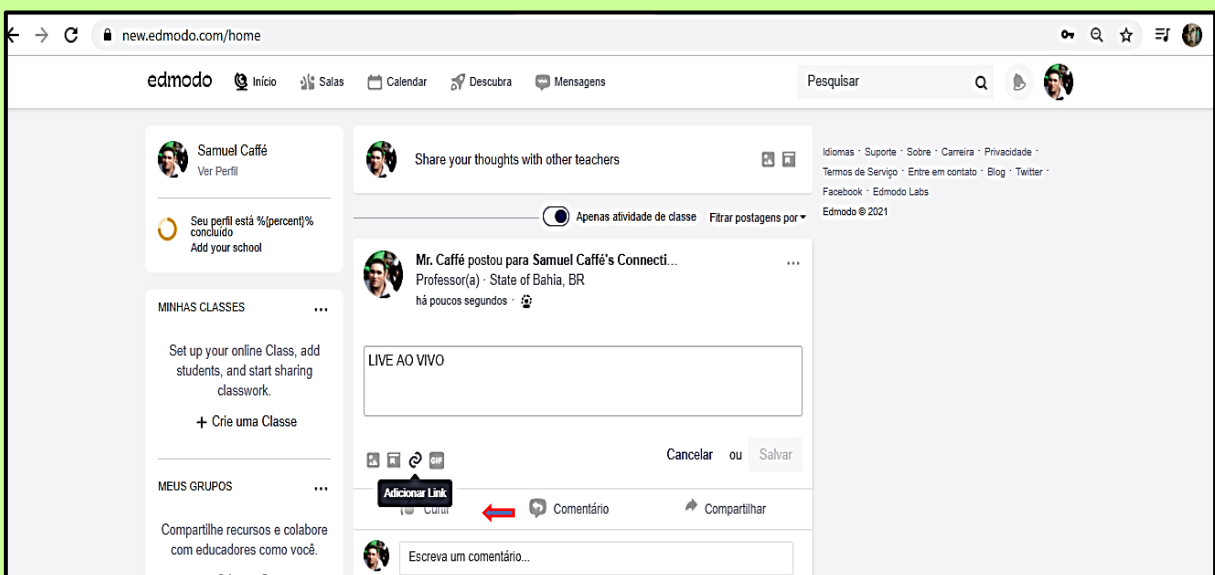 new.edmodo.com/home
edmodo Início Salas Calendar Descubra Mensagens Pesquisar
Samuel Caffé
Ver Perfil
Seu perfil está %{percent}%
concluído
Add your school
MINHAS CLASSES
Set up your online Class, add
students, and start sharing
classwork.
+ Crie uma Classe
MEUS GRUPOS
Compartilhe recursos e colabore
com educadores como você.
Share your thoughts with other teachers
Apenas atividade de classe Fitrar postagens por
Mr. Caffé postou para Samuel Caffé's Connecti...
Professor(a) · State of Bahia, BR
há poucos segundos ·
LIVE AO VIVO
GIF
Cancelar ou Salvar
Adicionar Link
Curtir Comentário Compartilhar
Escreva um comentário...
Idiomas · Suporte · Sobre · Carreira · Privacidade ·
Termos de Serviço · Entre em contato · Blog · Twitter ·
Facebook · Edmodo Labs
Edmodo © 2021